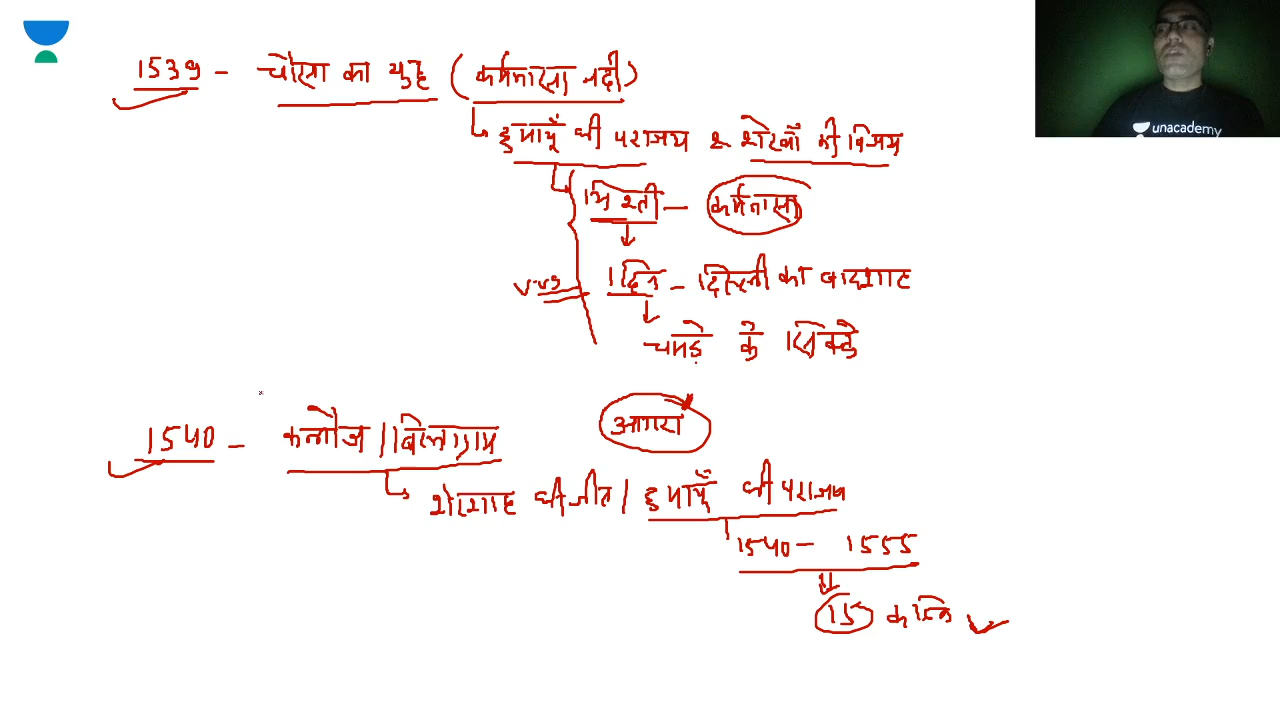 unacademy
1539 - चौसा का युद्ध (कर्मनासा नदी)
हुमायूँ की पराजय & शेरखाँ की विजय
भिश्ती - कर्मनासा
1 दिन - दिल्ली का बादशाह
चमड़े के सिक्के
1540 - कन्नौज / बिलग्राम
आगरा
शेरशाह की जीत / हुमायूँ की पराजय
1540 - 1555
15